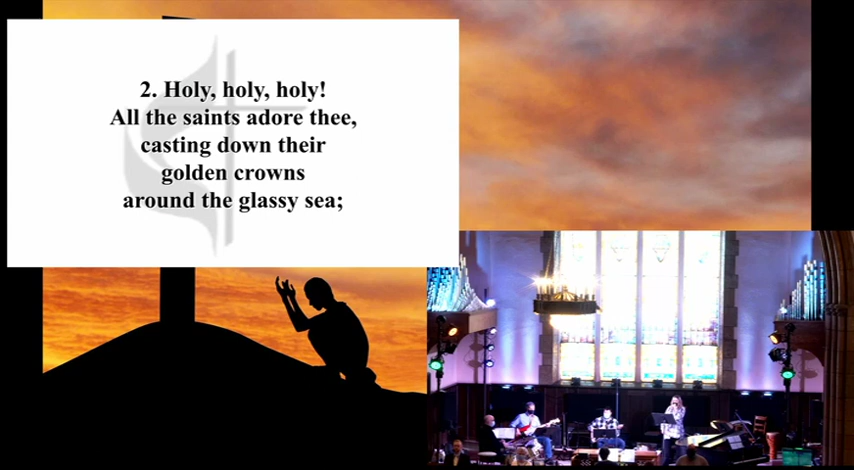 2. Holy, holy, holy!
All the saints adore thee,
casting down their
golden crowns
around the glassy sea;